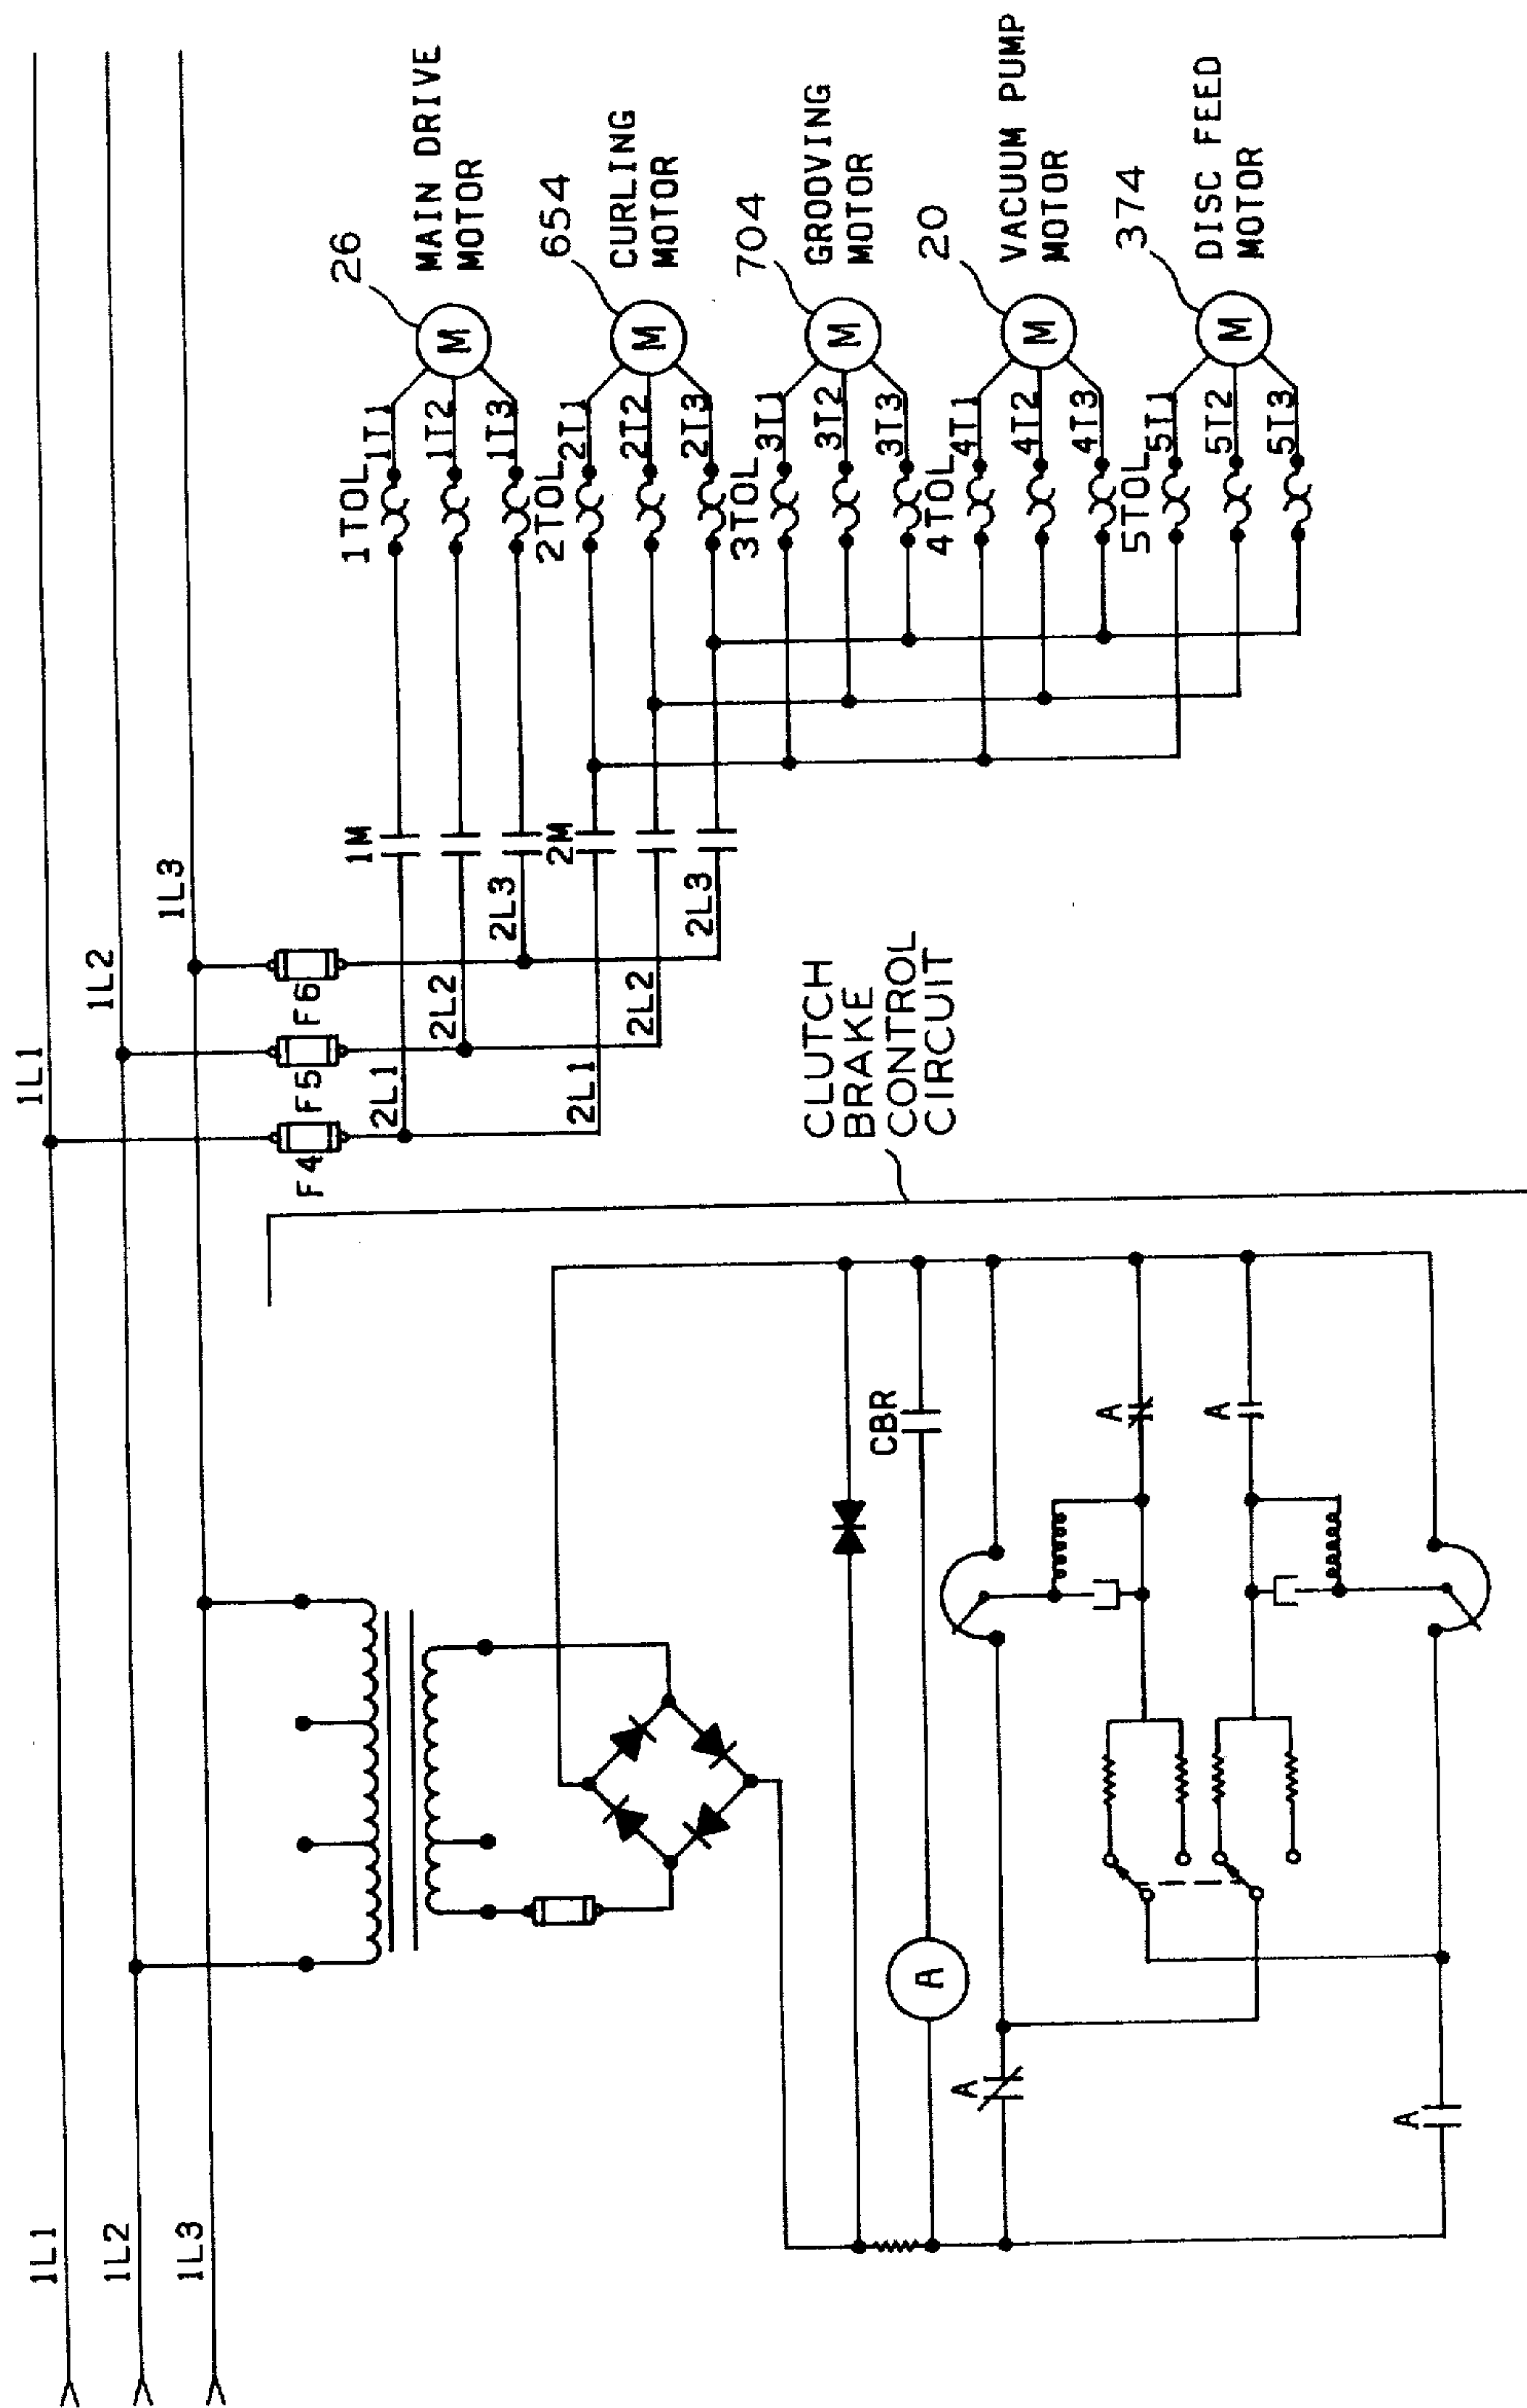 1L1
1L2
1L3
1L1
1L2
1L3
F4
F5
F6
2L1
2L2
2L3
2L1
2L2
2L3
1M
2M
1TOL
1T1
1T2
1T3
26
MAIN DRIVE
MOTOR
M
2TOL
2T1
2T2
2T3
654
CURLING
MOTOR
M
3TOL
3T1
3T2
3T3
704
GROOVING
MOTOR
M
4TOL
4T1
4T2
4T3
20
VACUUM PUMP
MOTOR
M
5TOL
5T1
5T2
5T3
374
DISC FEED
MOTOR
M
CLUTCH
BRAKE
CONTROL
CIRCUIT
CBR
A
A
A
A
A